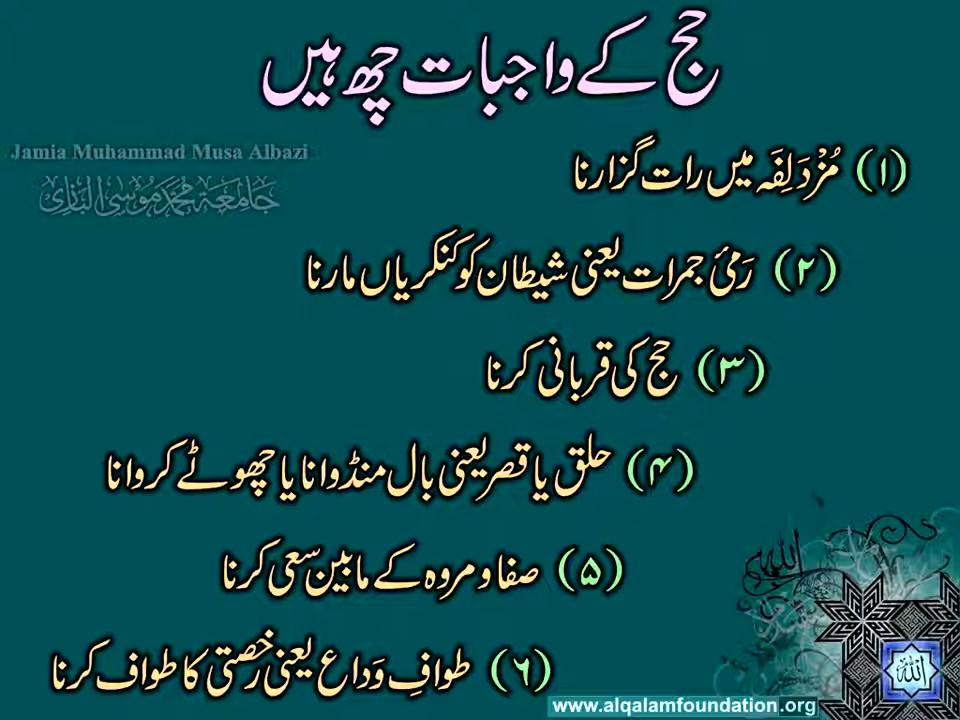 حج کے واجبات چھ ہیں
Jamia Muhammad Musa Albazi
جامعہ محمد موسی البازی
(۱) مُزْدَلِفَہ میں رات گزارنا
(۲) رَمیٔ جمرات یعنی شیطان کو کنکریاں مارنا
(۳) حج کی قربانی کرنا
(۴) حلق یا قصر یعنی بال منڈوانا یا چھوٹے کروانا
(۵) صفا و مروہ کے مابین سعی کرنا
(۶) طوافِ وَداع یعنی رخصتی کا طواف کرنا
الله
الله
www.alqalamfoundation.org